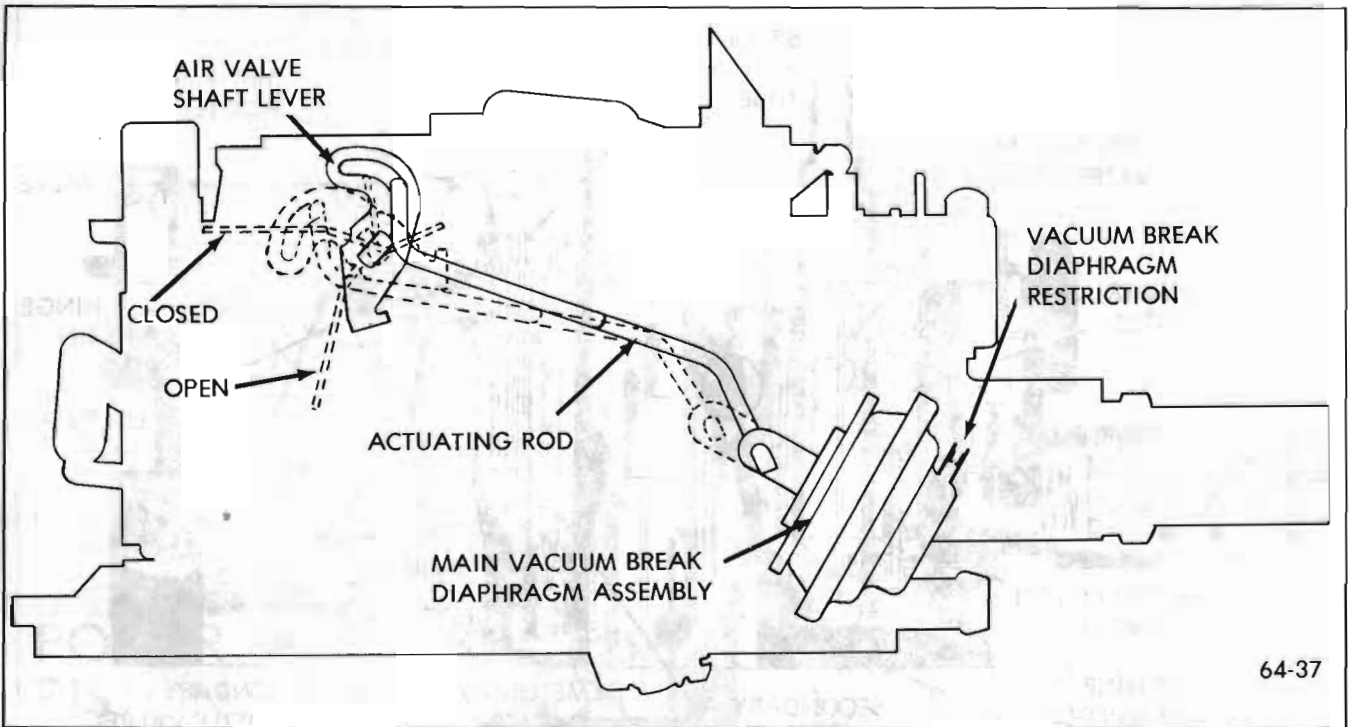 AIR VALVE
SHAFT LEVER
VACUUM BREAK
DIAPHRAGM
RESTRICTION
CLOSED
OPEN
ACTUATING ROD
MAIN VACUUM BREAK
DIAPHRAGM ASSEMBLY
64-37